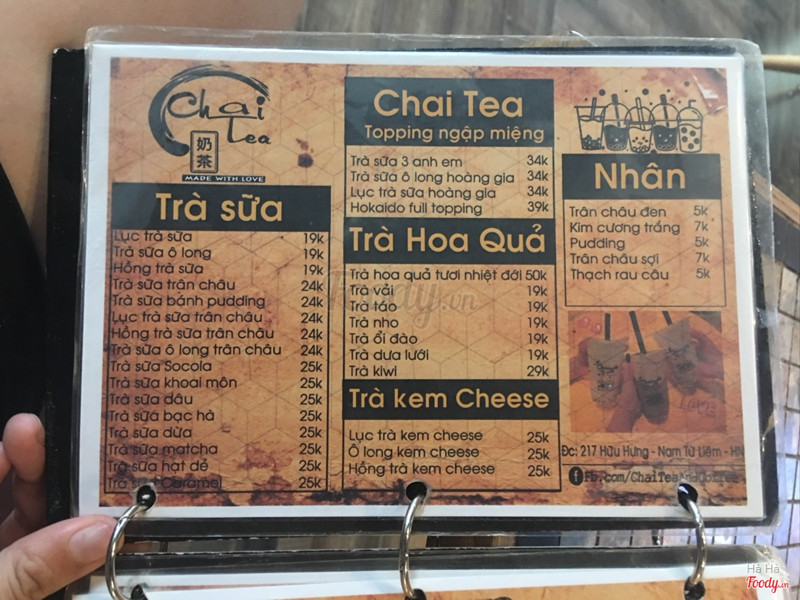 Chai
Tea
奶
茶
MADE WITH LOVE
Trà sữa
Lục trà sữa 19k
Trà sữa ô long 19k
Hồng trà sữa 19k
Trà sữa trân châu 24k
Trà sữa bánh pudding 24k
Lục trà sữa trân châu 24k
Hồng trà sữa trân châu 24k
Trà sữa ô long trân châu 24k
Trà sữa Socola 25k
Trà sữa khoai môn 25k
Trà sữa dâu 25k
Trà sữa bạc hà 25k
Trà sữa dừa 25k
Trà sữa matcha 25k
Trà sữa hạt dẻ 25k
Trà sữa Caramel 25k
Chai Tea
Topping ngập miệng
Trà sữa 3 anh em 34k
Trà sữa ô long hoàng gia 34k
Lục trà sữa hoàng gia 34k
Hokaido full topping 39k
Trà Hoa Quả
Trà hoa quả tươi nhiệt đới 50k
Trà vải 19k
Trà táo 19k
Trà nho 19k
Trà ổi đào 19k
Trà dưa lưới 19k
Trà kiwi 29k
Trà kem Cheese
Lục trà kem cheese 25k
Ô long kem cheese 25k
Hồng trà kem cheese 25k
Nhân
Trân châu đen 5k
Kim cương trắng 7k
Pudding 5k
Trân châu sợi 7k
Thạch rau câu 5k
Đc: 217 Hữu Hưng - Nam Từ Liêm - HN
Fb.com/ChaiTeaAndCoffee
Foody.vn
Hà Hà
Foody.vn